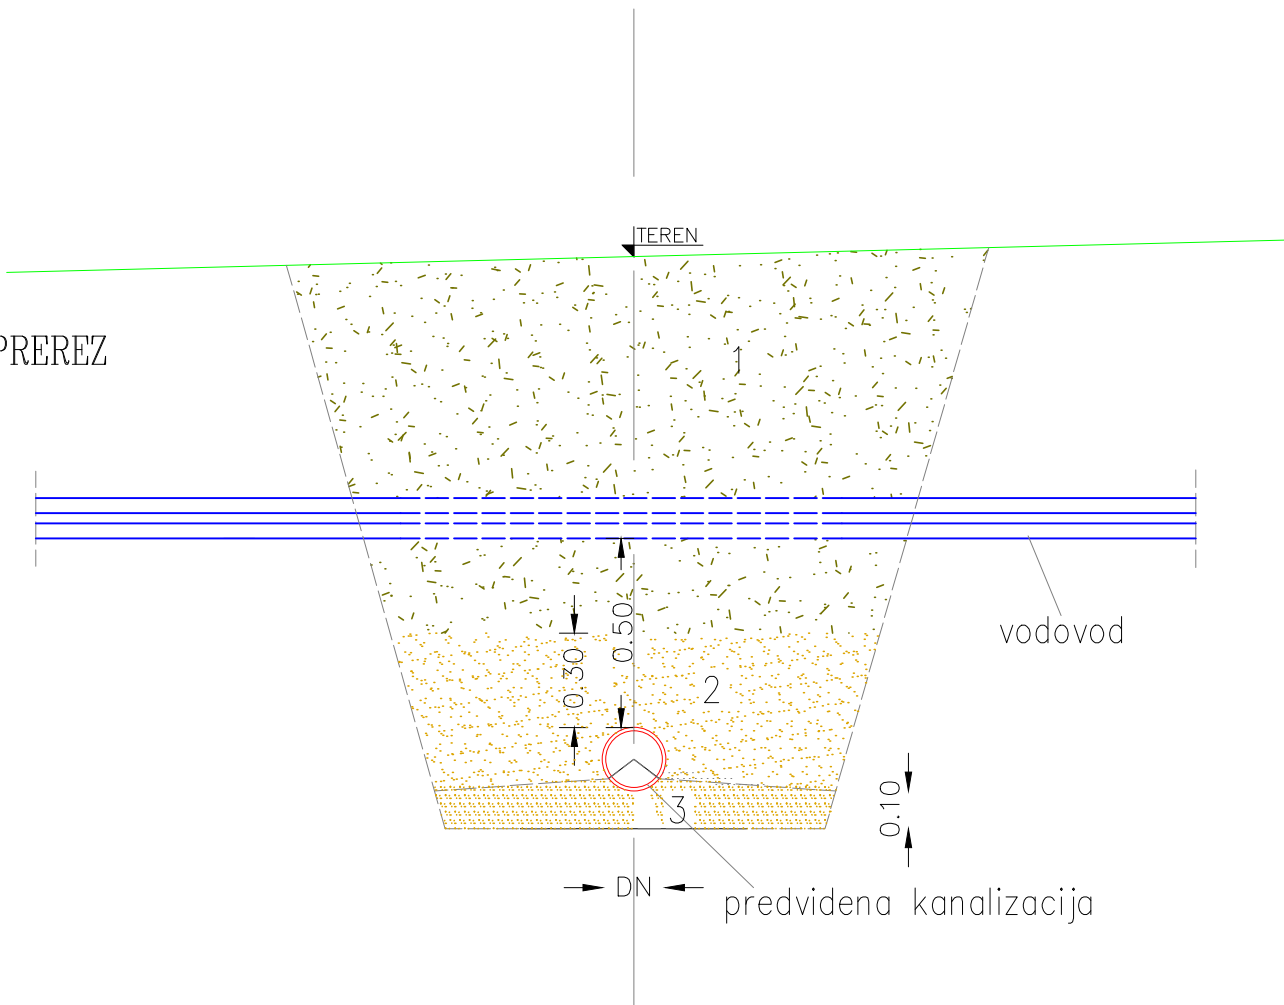 TEREN
PREREZ
1
vodovod
0.50
0.30
2
3
0.10
DN
predvidena kanalizacija